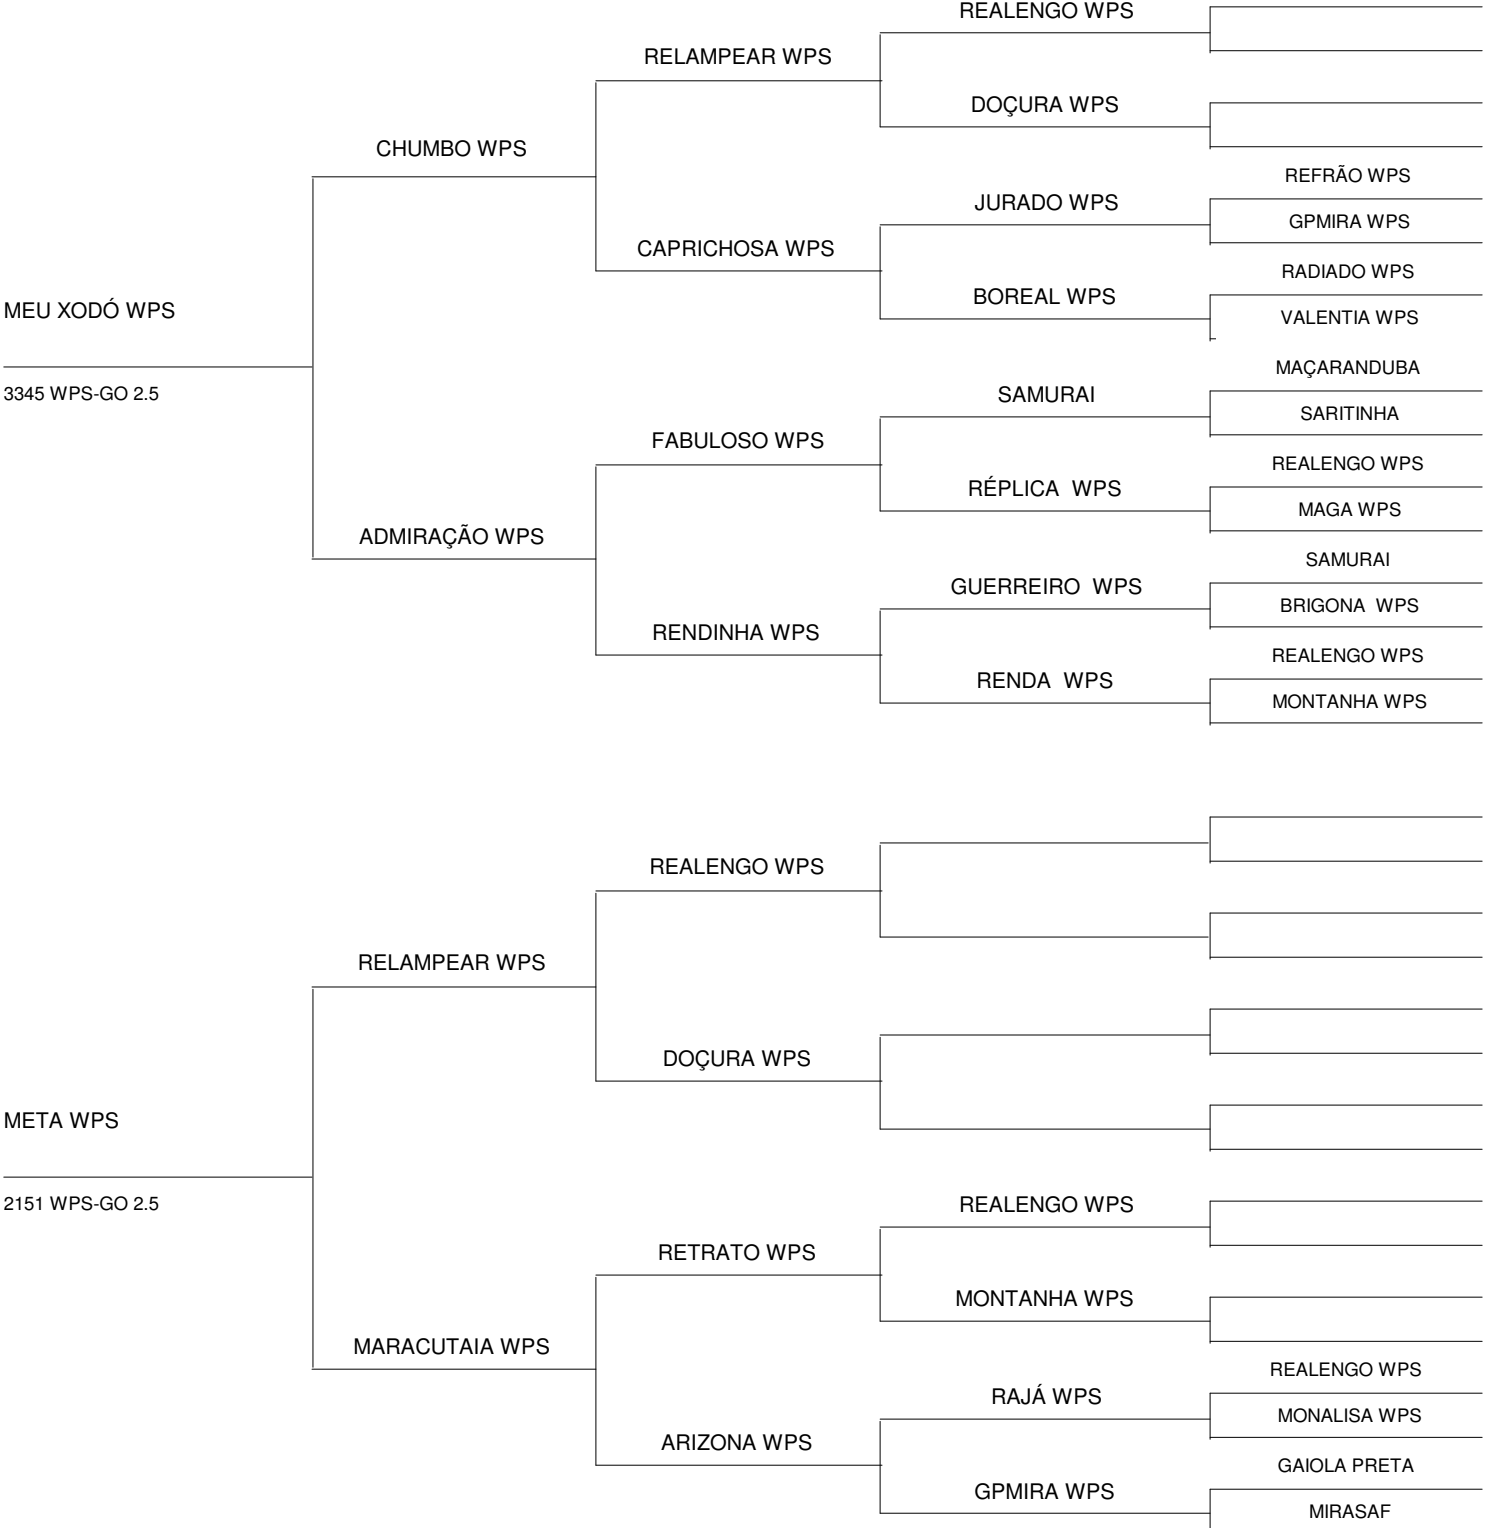 REALENGO WPS
RELAMPEAR WPS
DOÇURA WPS
CHUMBO WPS
REFRÃO WPS
JURADO WPS
GPMIRA WPS
CAPRICHOSA WPS
RADIADO WPS
BOREAL WPS
MEU XODÓ WPS
VALENTIA WPS
MAÇARANDUBA
3345 WPS-GO 2.5
SAMURAI
SARITINHA
FABULOSO WPS
REALENGO WPS
RÉPLICA  WPS
MAGA WPS
ADMIRAÇÃO WPS
SAMURAI
GUERREIRO  WPS
BRIGONA  WPS
RENDINHA WPS
REALENGO WPS
RENDA  WPS
MONTANHA WPS
REALENGO WPS
RELAMPEAR WPS
DOÇURA WPS
META WPS
2151 WPS-GO 2.5
REALENGO WPS
RETRATO WPS
MONTANHA WPS
MARACUTAIA WPS
REALENGO WPS
RAJÁ WPS
MONALISA WPS
ARIZONA WPS
GAIOLA PRETA
GPMIRA WPS
MIRASAF